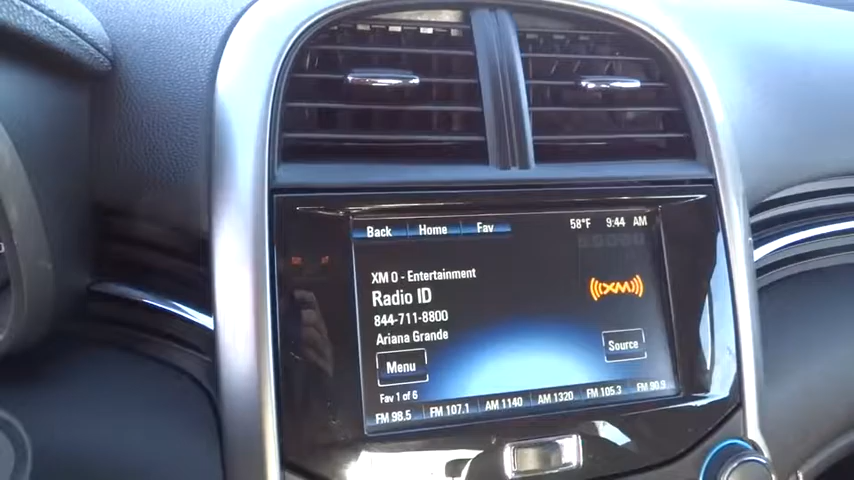 Back Home Fav 58°F 9:44 AM
XM 0 - Entertainment
Radio ID
844-711-8800
Ariana Grande
XM
Menu
Source
Fav 1 of 6
FM 98.5 FM 107.1 AM 1140 AM 1320 FM 105.3 FM 90.9